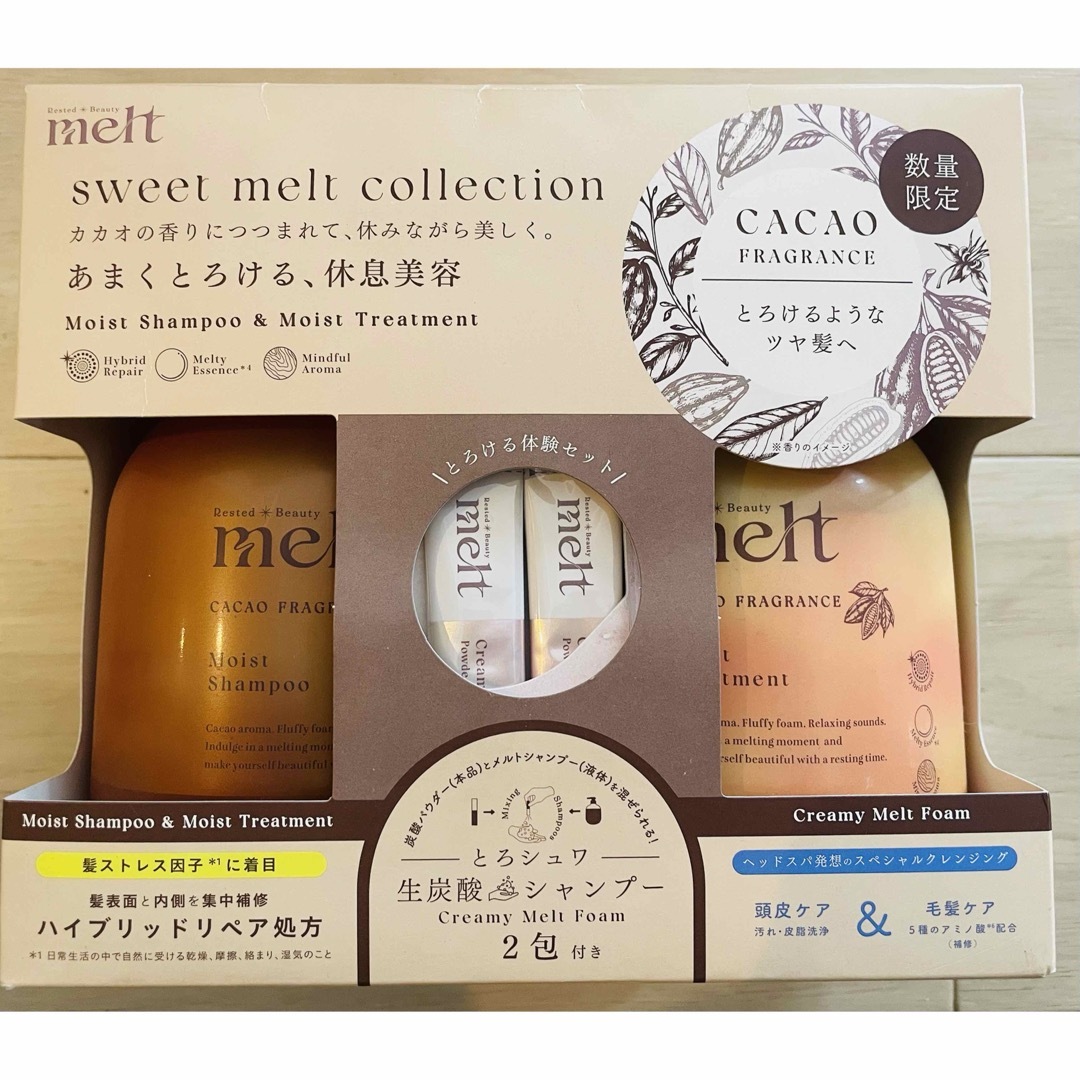 Rested ✳ Beauty
melt
sweet melt collection
カカオの香りにつつまれて、休みながら美しく。
あまくとろける、休息美容
Moist Shampoo & Moist Treatment
Hybrid
Repair
Melty
Essence*4
Mindful
Aroma
数量
限定
CACAO
FRAGRANCE
とろけるような
ツヤ髪へ
※香りのイメージ
\とろける体験セット/
Rested ✳ Beauty
melt
CACAO FRAGR
Moist
Shampoo
Cacao aroma. Fluffy foam
Indulge in a melting mom
make yourself beautiful
Rested ✳ Beauty
melt
Cream
Powde
Rested ✳ Beauty
melt
C
Powde
✳ Beauty
elt
O FRAGRANCE
t
tment
ma. Fluffy foam. Relaxing sounds.
a melting moment and
rself beautiful with a resting time.
Hybrid Repair
Melty Essence
炭酸パウダー(本品)とメルトシャンプー(液体)を混ぜられる!
Mixing
Shampoos
とろシュワ
生炭酸シャンプー
Creamy Melt Foam
2包 付き
Moist Shampoo & Moist Treatment
髪ストレス因子*1に着目
髪表面と内側を集中補修
ハイブリッドリペア処方
*1 日常生活の中で自然に受ける乾燥、摩擦、絡まり、湿気のこと
Creamy Melt Foam
ヘッドスパ発想のスペシャルクレンジング
頭皮ケア
汚れ・皮脂洗浄
&
毛髪ケア
5種のアミノ酸*6配合
(補修)